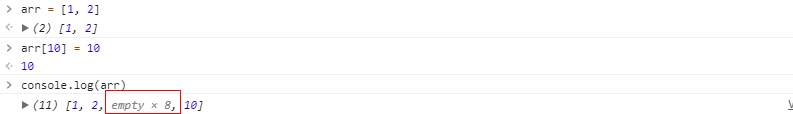 > arr = [1, 2]
<· ▶ (2) [1, 2]
> arr[10] = 10
<· 10
> console.log(arr)
▶ (11) [1, 2, empty × 8, 10]